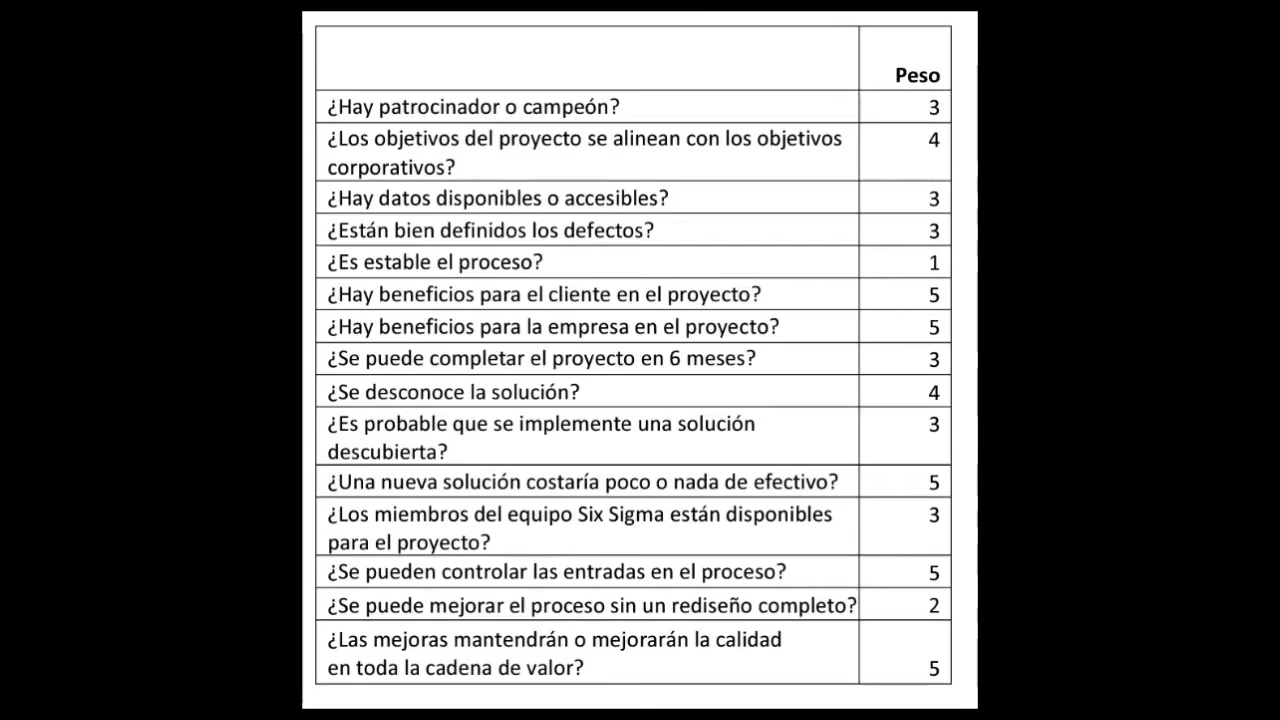 Peso
¿Hay patrocinador o campeón? 3
¿Los objetivos del proyecto se alinean con los objetivos 4
corporativos?
¿Hay datos disponibles o accesibles? 3
¿Están bien definidos los defectos? 3
¿Es estable el proceso? 1
¿Hay beneficios para el cliente en el proyecto? 5
¿Hay beneficios para la empresa en el proyecto? 5
¿Se puede completar el proyecto en 6 meses? 3
¿Se desconoce la solución? 4
¿Es probable que se implemente una solución 3
descubierta?
¿Una nueva solución costaría poco o nada de efectivo? 5
¿Los miembros del equipo Six Sigma están disponibles 3
para el proyecto?
¿Se pueden controlar las entradas en el proceso? 5
¿Se puede mejorar el proceso sin un rediseño completo? 2
¿Las mejoras mantendrán o mejorarán la calidad
en toda la cadena de valor? 5